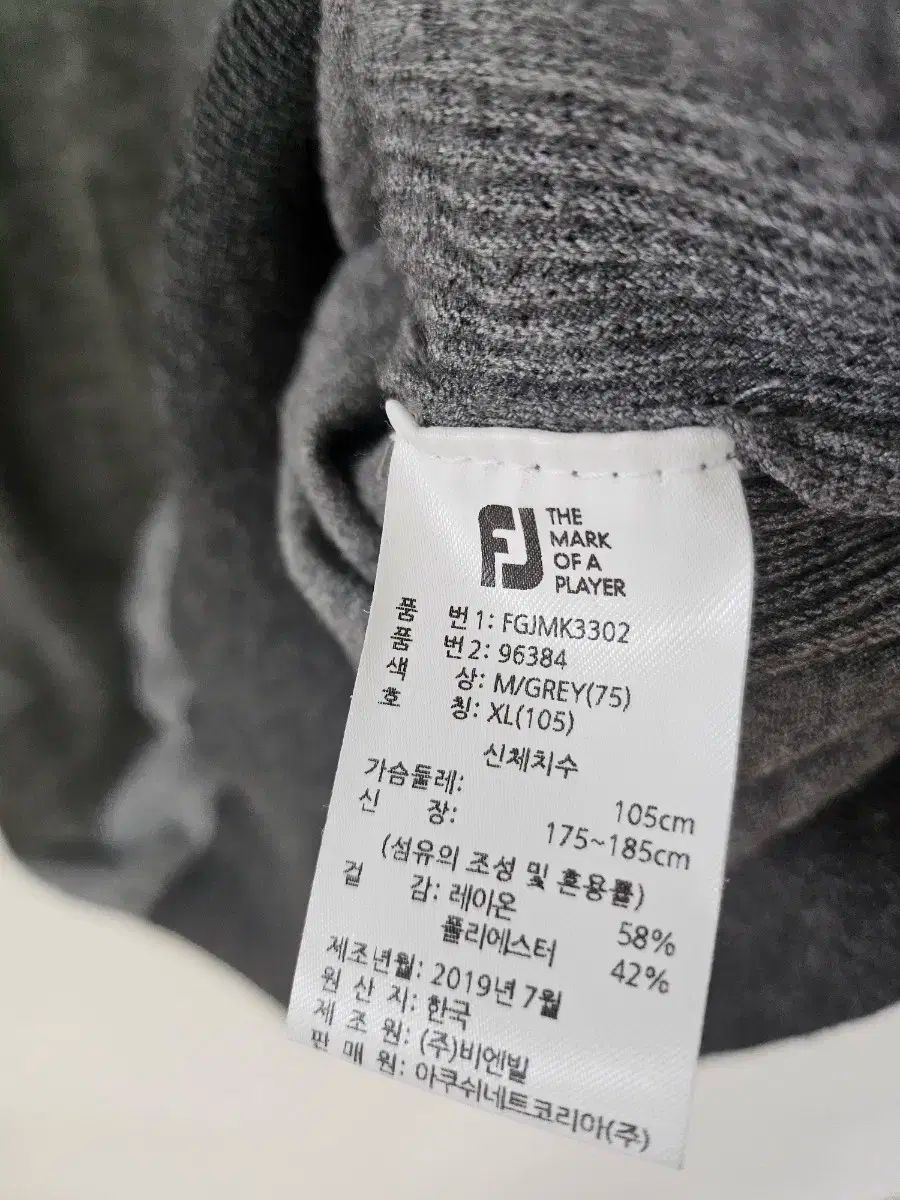 FJ
THE
MARK
OF A
PLAYER
품 번1: FGJMK3302
품 번2: 96384
색 상: M/GREY(75)
호 칭: XL(105)
신체치수
가슴둘레: 105cm
신 장: 175~185cm
(섬유의 조성 및 혼용률)
겉 감: 레이온 58%
폴리에스터 42%
제조년월: 2019년 7월
원 산 지: 한국
제 조 원: (주)비엔빌
판 매 원: 아쿠쉬네트코리아(주)